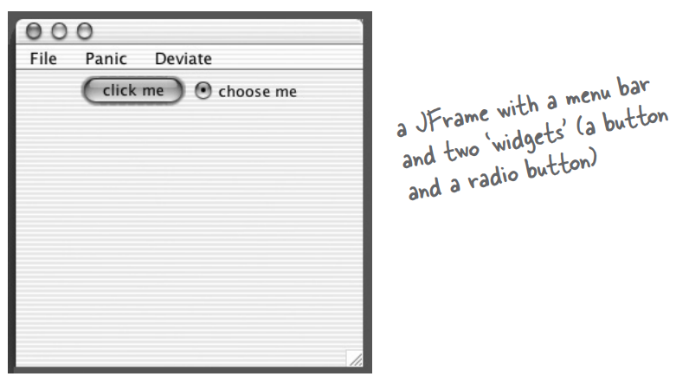 File Panic Deviate
click me choose me
a JFrame with a menu bar
and two 'widgets' (a button
and a radio button)